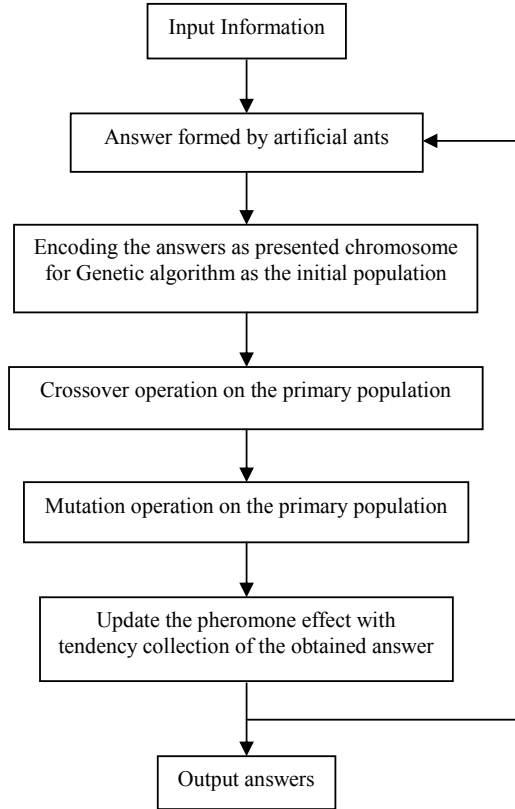 Input Information
Answer formed by artificial ants
Encoding the answers as presented chromosome
for Genetic algorithm as the initial population
Crossover operation on the primary population
Mutation operation on the primary population
Update the pheromone effect with
tendency collection of the obtained answer
Output answers